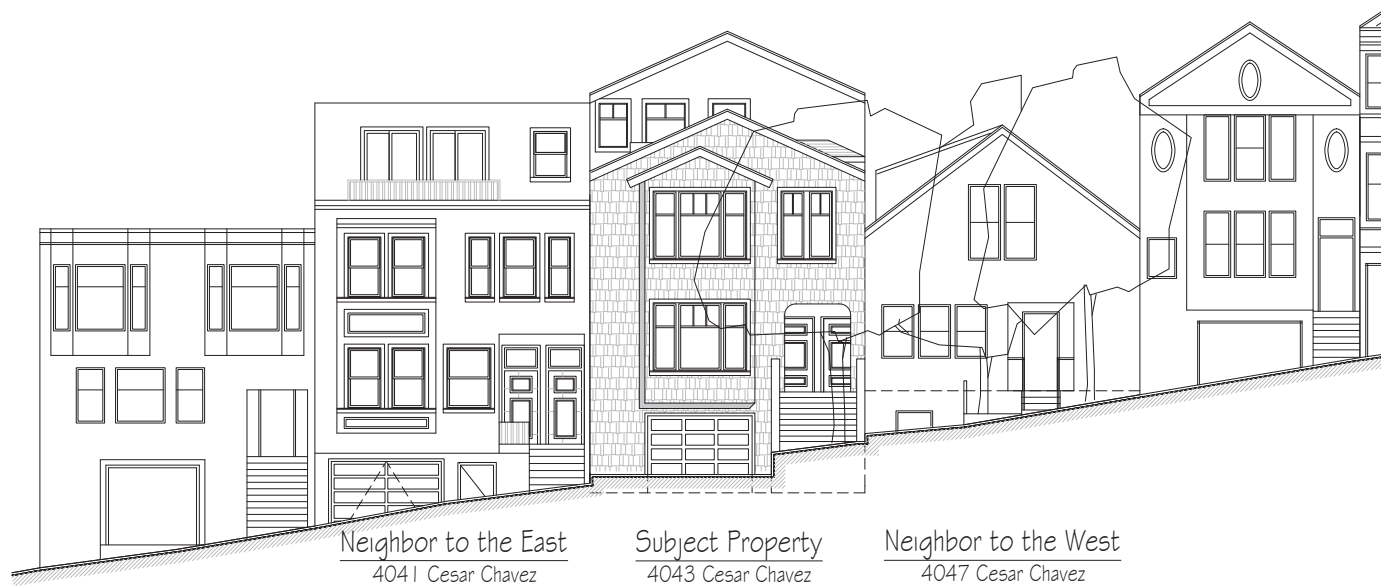 Neighbor to the East
4041 Cesar Chavez
Subject Property
4043 Cesar Chavez
Neighbor to the West
4047 Cesar Chavez